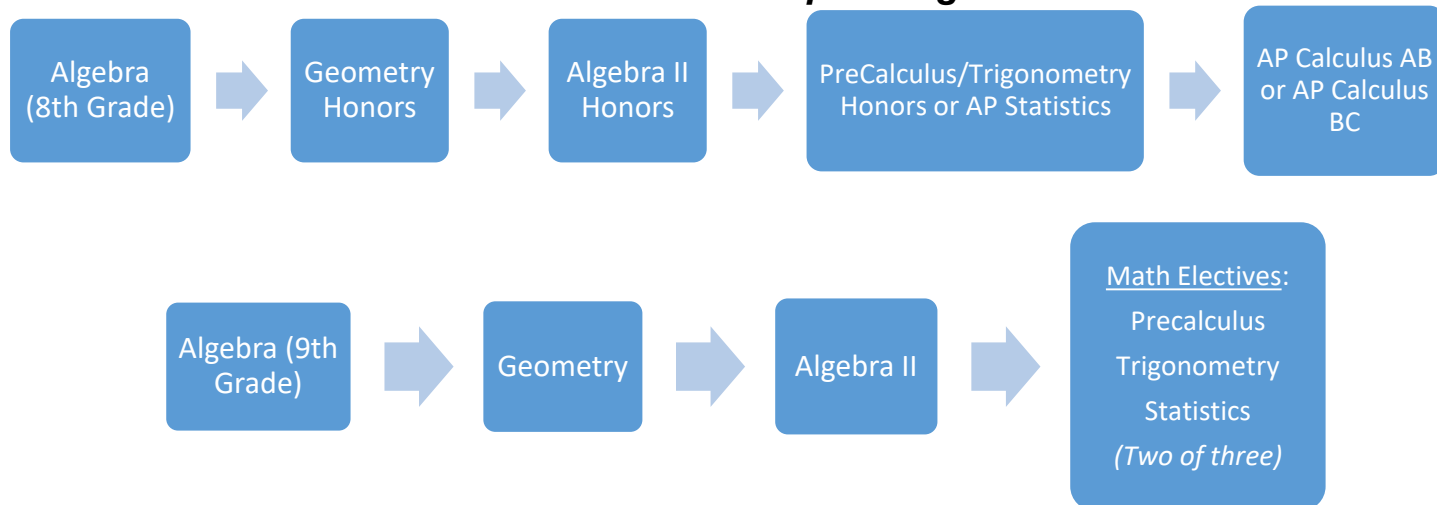 Algebra
(8th Grade)
Geometry
Honors
Algebra II
Honors
PreCalculus/Trigonometry
Honors or AP Statistics
AP Calculus AB
or AP Calculus
BC
Algebra (9th
Grade)
Geometry
Algebra II
Math Electives:
Precalculus
Trigonometry
Statistics
(Two of three)